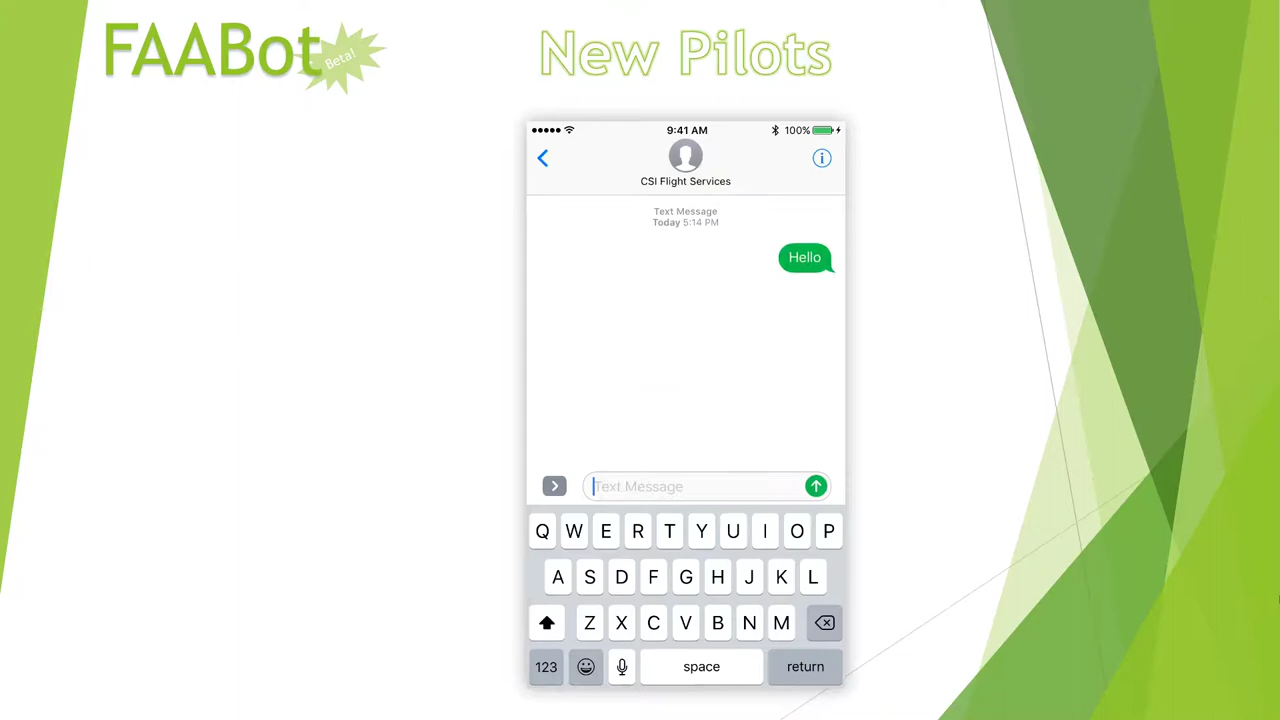 FAABot
Beta!
New Pilots
9:41 AM
100%
CSI Flight Services
Text Message
Today 5:14 PM
Hello
Text Message
Q W E R T Y U I O P
A S D F G H J K L
Z X C V B N M
123 space return